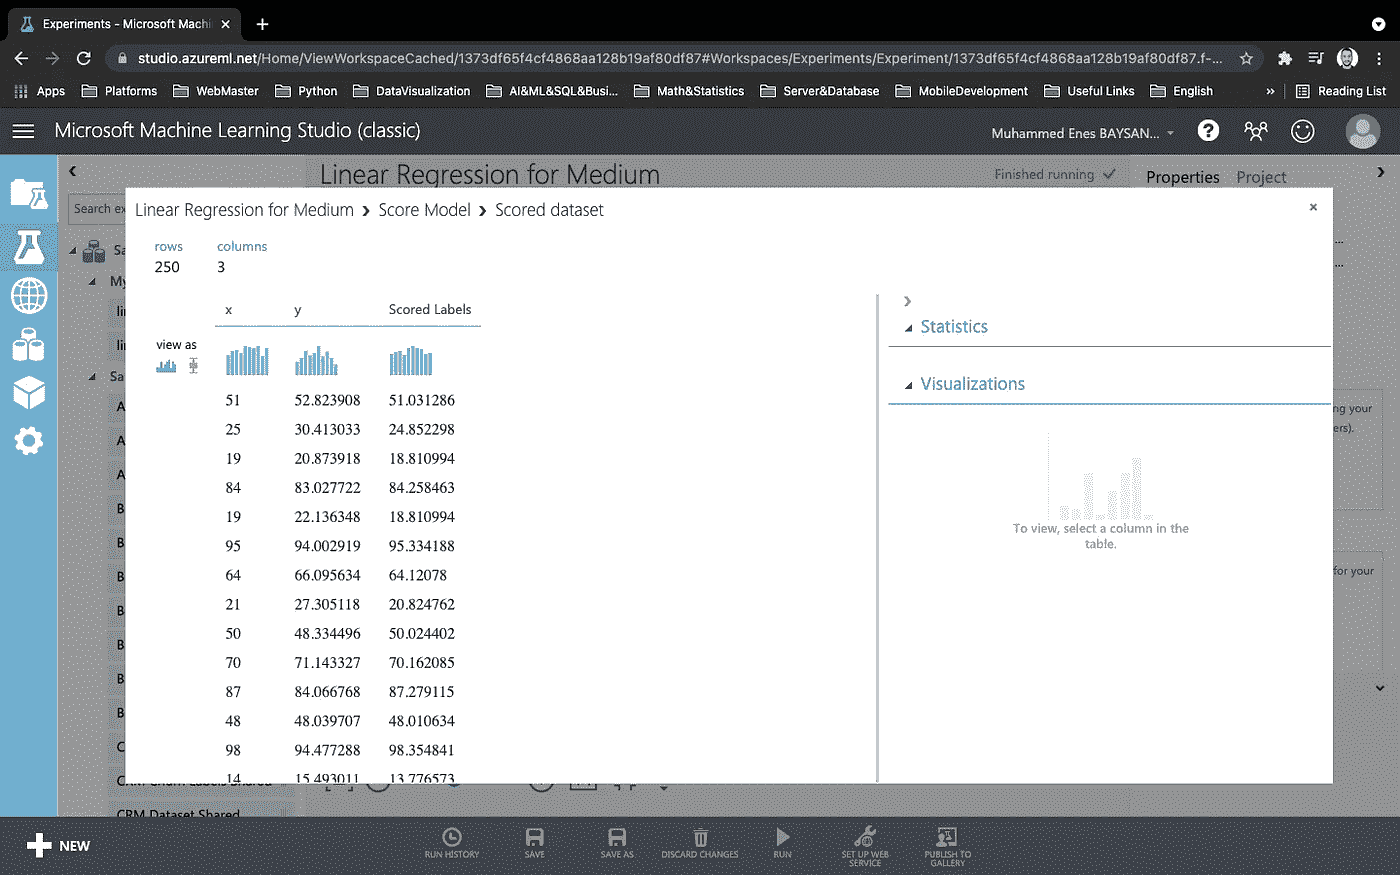 Experiments - Microsoft Machi
studio.azureml.net/Home/ViewWorkspaceCached/1373df65f4cf4868aa128b19af80df87#Workspaces/Experiments/Experiment/1373df65f4cf4868aa128b19af80df87.f-...
Apps Platforms WebMaster Python DataVisualization AI&ML&SQL&Busi... Math&Statistics Server&Database MobileDevelopment Useful Links English » Reading List
Microsoft Machine Learning Studio (classic) Muhammed Enes BAYSAN...
Linear Regression for Medium Finished running Properties Project
Search ex
Linear Regression for Medium › Score Model › Scored dataset
rows columns
250 3
x y Scored Labels
view as
51 52.823908 51.031286
25 30.413033 24.852298
19 20.873918 18.810994
84 83.027722 84.258463
19 22.136348 18.810994
95 94.002919 95.334188
64 66.095634 64.12078
21 27.305118 20.824762
50 48.334496 50.024402
70 71.143327 70.162085
87 84.066768 87.279115
48 48.039707 48.010634
98 94.477288 98.354841
14 15.493011 13.776573
Statistics
Visualizations
To view, select a column in the
table.
ng your
ers).
for your
CRM Churn Labels Shared
CRM Dataset Shared
NEW
RUN HISTORY
SAVE
SAVE AS
DISCARD CHANGES
RUN
SET UP WEB
SERVICE
PUBLISH TO
GALLERY